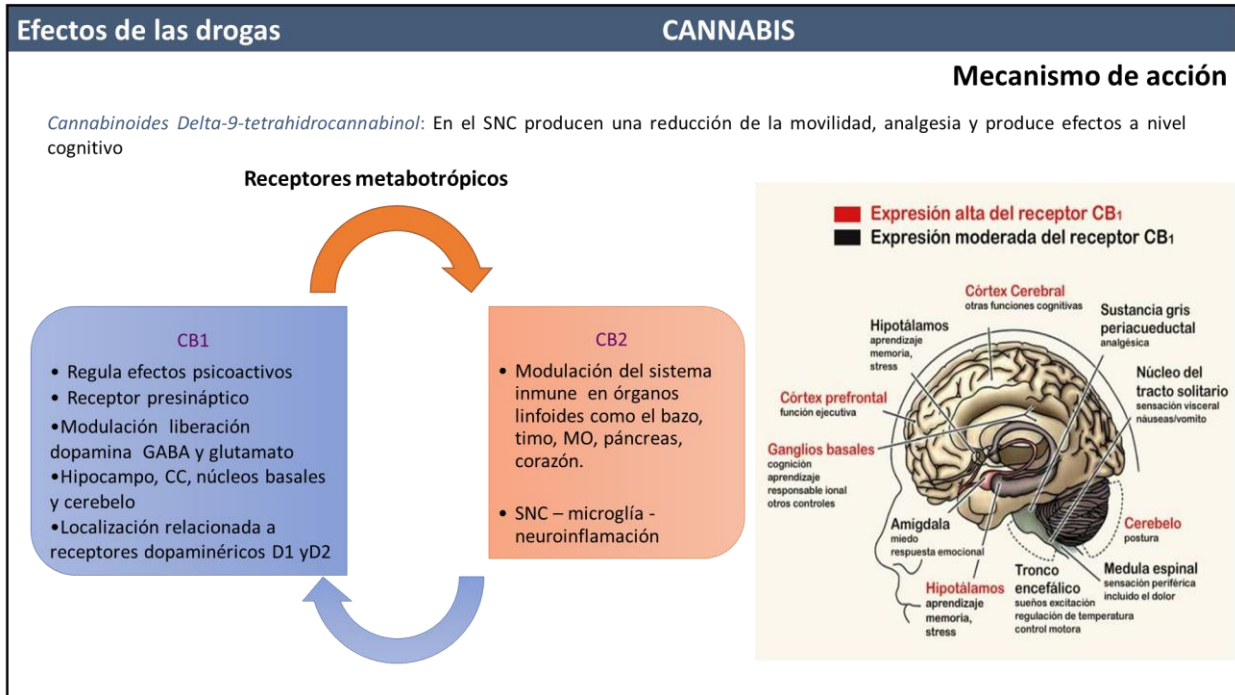 Efectos de las drogas
CANNABIS
Mecanismo de acción
Cannabinoides Delta-9-tetrahidrocannabinol: En el SNC producen una reducción de la movilidad, analgesia y produce efectos a nivel
cognitivo
Receptores metabotrópicos
CB1
• Regula efectos psicoactivos
• Receptor presináptico
•Modulación liberación
dopamina GABA y glutamato
•Hipocampo, CC, núcleos basales
y cerebelo
•Localización relacionada a
receptores dopaminéricos D1 yD2
CB2
• Modulación del sistema
inmune en órganos
linfoides como el bazo,
timo, MO, páncreas,
corazón.
• SNC – microglía -
neuroinflamación
Expresión alta del receptor CB1
Expresión moderada del receptor CB1
Córtex Cerebral
otras funciones cognitivas
Hipotálamos
aprendizaje
memoria,
stress
Sustancia gris
periacueductal
analgésica
Núcleo del
tracto solitario
sensación visceral
náuseas/vomito
Córtex prefrontal
función ejecutiva
Ganglios basales
cognición
aprendizaje
responsable ional
otros controles
Amigdala
miedo
respuesta emocional
Cerebelo
postura
Hipotálamos
aprendizaje
memoria,
stress
Tronco
encefálico
sueños excitación
regulación de temperatura
control motora
Medula espinal
sensación periférica
incluido el dolor